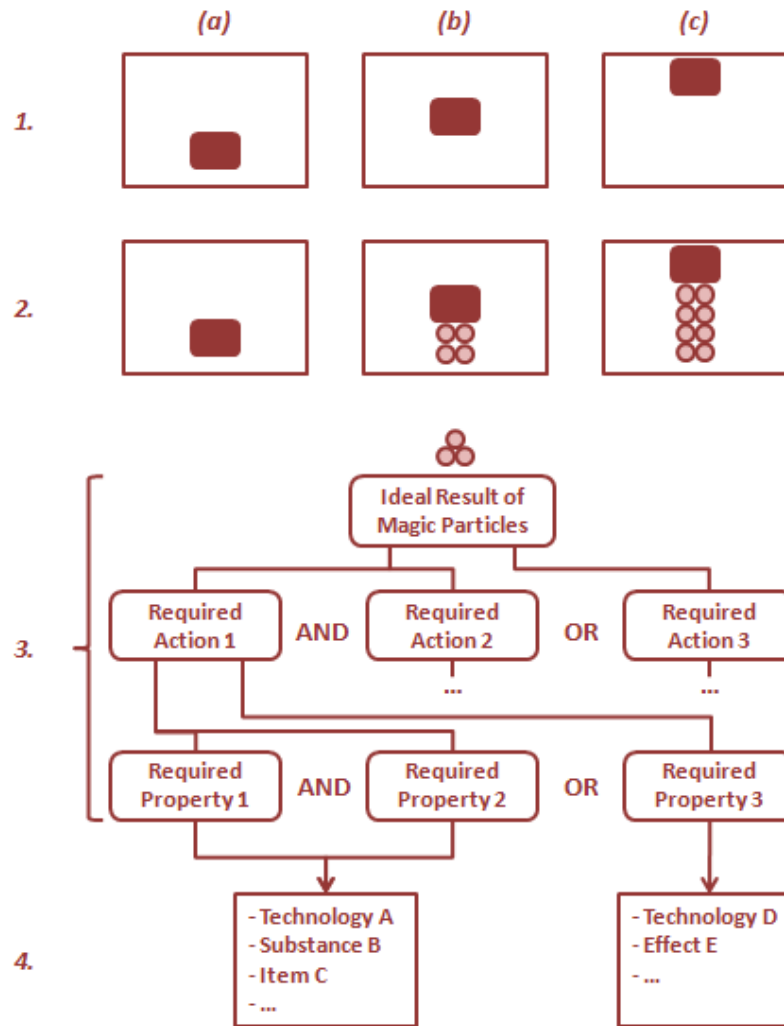 (a) (b) (c)
1.
2.
Ideal Result of
Magic Particles
3.
Required
Action 1
AND
Required
Action 2
OR
Required
Action 3
...
...
Required
Property 1
AND
Required
Property 2
OR
Required
Property 3
4.
- Technology A
- Substance B
- Item C
- ...
- Technology D
- Effect E
- ...